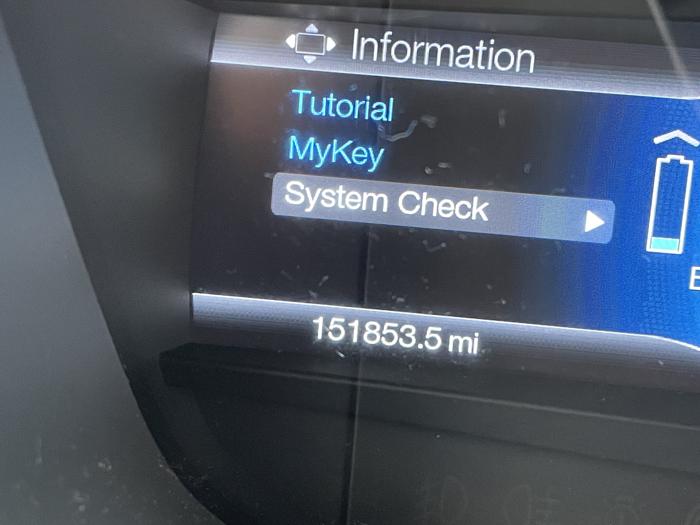 Information
Tutorial
MyKey
System Check
151853.5 mi